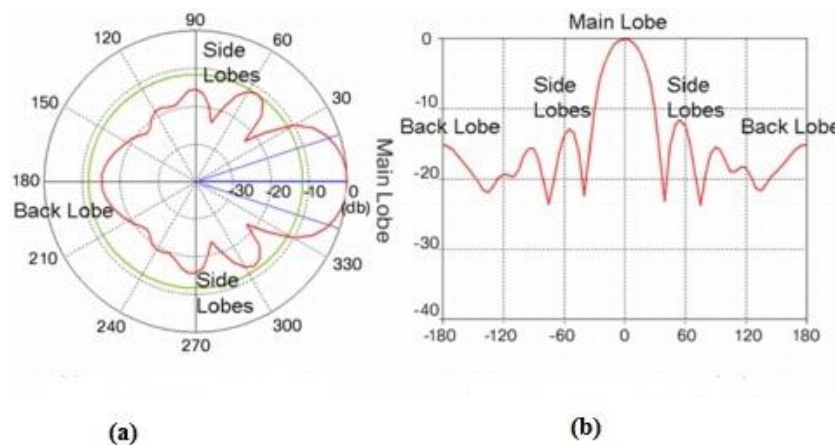 90
120
60
Side
Lobes
150
30
180
-30
-20
-10
0
(db)
Back Lobe
Main Lobe
210
330
Side
Lobes
240
300
270
(a)
Main Lobe
0
Side
Lobes
Side
Lobes
-10
Back Lobe
Back Lobe
-20
-30
-40
-180
-120
-60
0
60
120
180
(b)